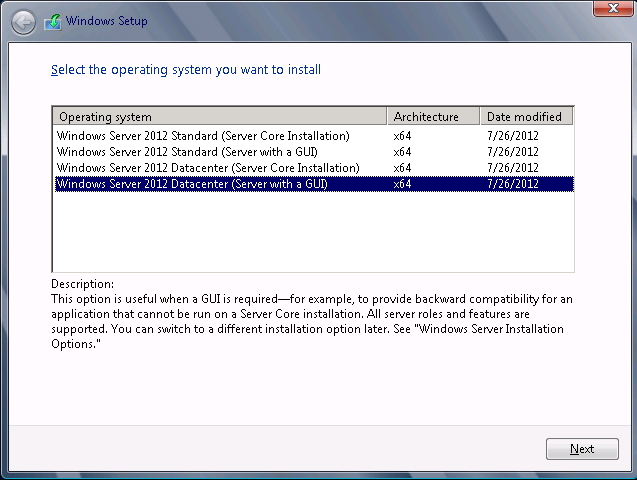 Windows Setup
Select the operating system you want to install
Operating system Architecture Date modified
Windows Server 2012 Standard (Server Core Installation) x64 7/26/2012
Windows Server 2012 Standard (Server with a GUI) x64 7/26/2012
Windows Server 2012 Datacenter (Server Core Installation) x64 7/26/2012
Windows Server 2012 Datacenter (Server with a GUI) x64 7/26/2012
Description:
This option is useful when a GUI is required—for example, to provide backward compatibility for an
application that cannot be run on a Server Core installation. All server roles and features are
supported. You can switch to a different installation option later. See "Windows Server Installation
Options."
Next